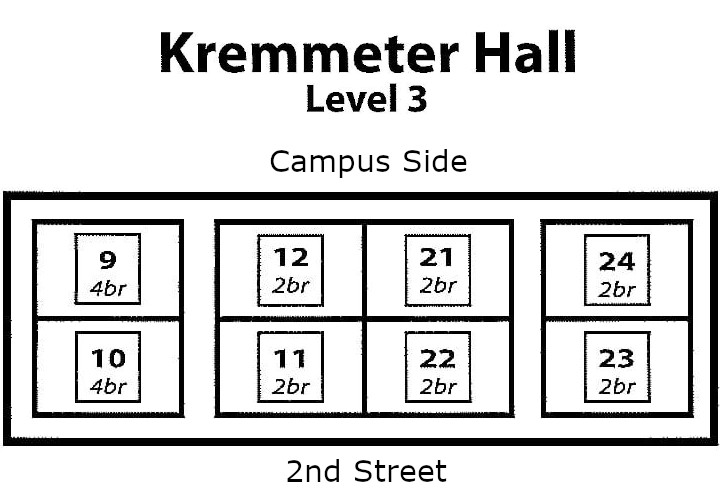 Kremmeter Hall
Level 3
Campus Side
9 12 21 24
4br 2br 2br 2br
10 11 22 23
4br 2br 2br 2br
2nd Street